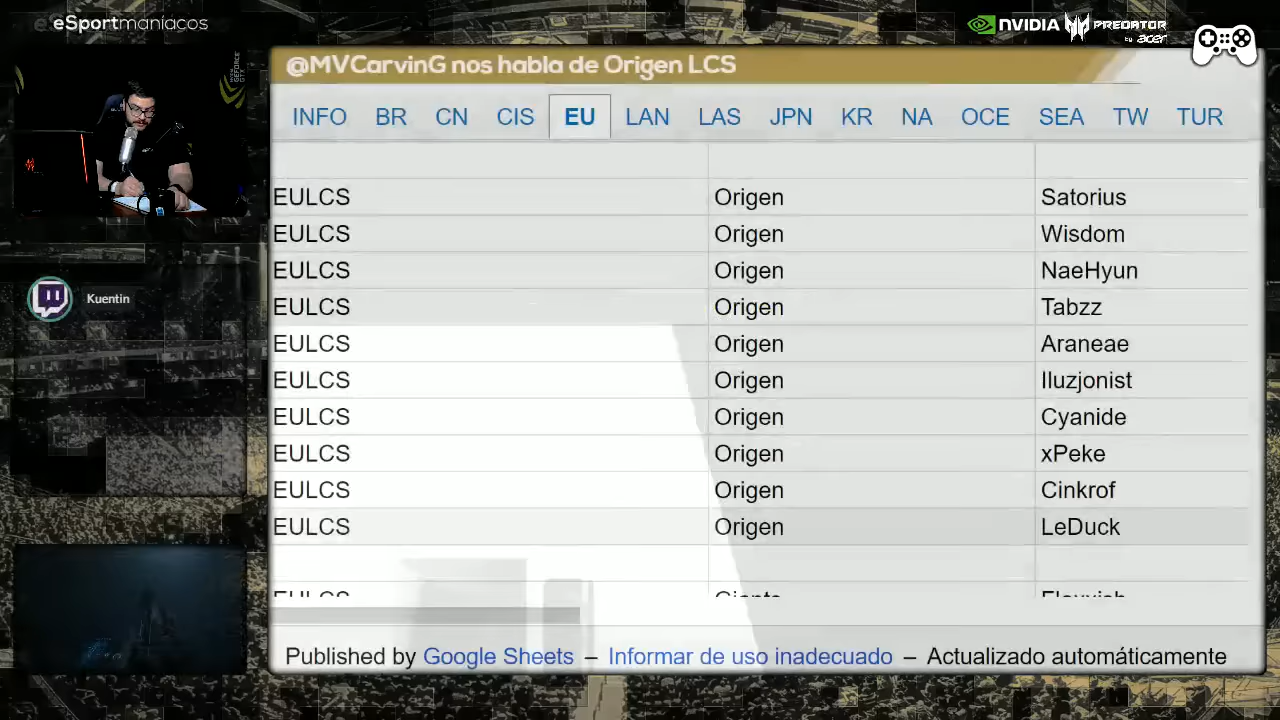 eSportmaníacos
NVIDIA PREDATOR
by acer
@MVCarvinG nos habla de Origen LCS
INFO BR CN CIS EU LAN LAS JPN KR NA OCE SEA TW TUR
EULCS Origen Satorius
EULCS Origen Wisdom
EULCS Origen NaeHyun
EULCS Origen Tabzz
EULCS Origen Araneae
EULCS Origen Iluzjonist
EULCS Origen Cyanide
EULCS Origen xPeke
EULCS Origen Cinkrof
EULCS Origen LeDuck
EULCS Giants
Kuentin
Published by Google Sheets – Informar de uso inadecuado – Actualizado automáticamente